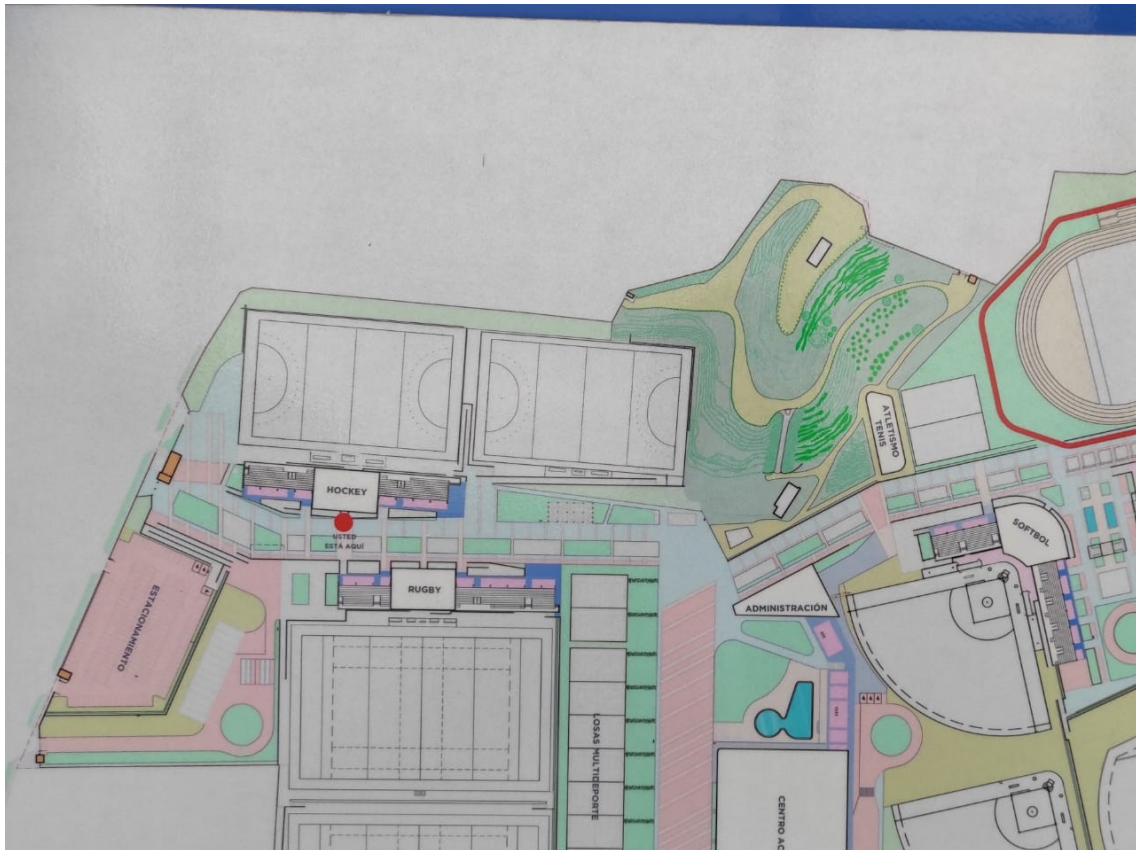 ATLETISMO
TENIS
HOCKEY
USTED
ESTÁ AQUÍ
SOFTBOL
RUGBY
ADMINISTRACIÓN
ESTACIONAMIENTO
LOSAS MULTIDEPORTE
CENTRO AC